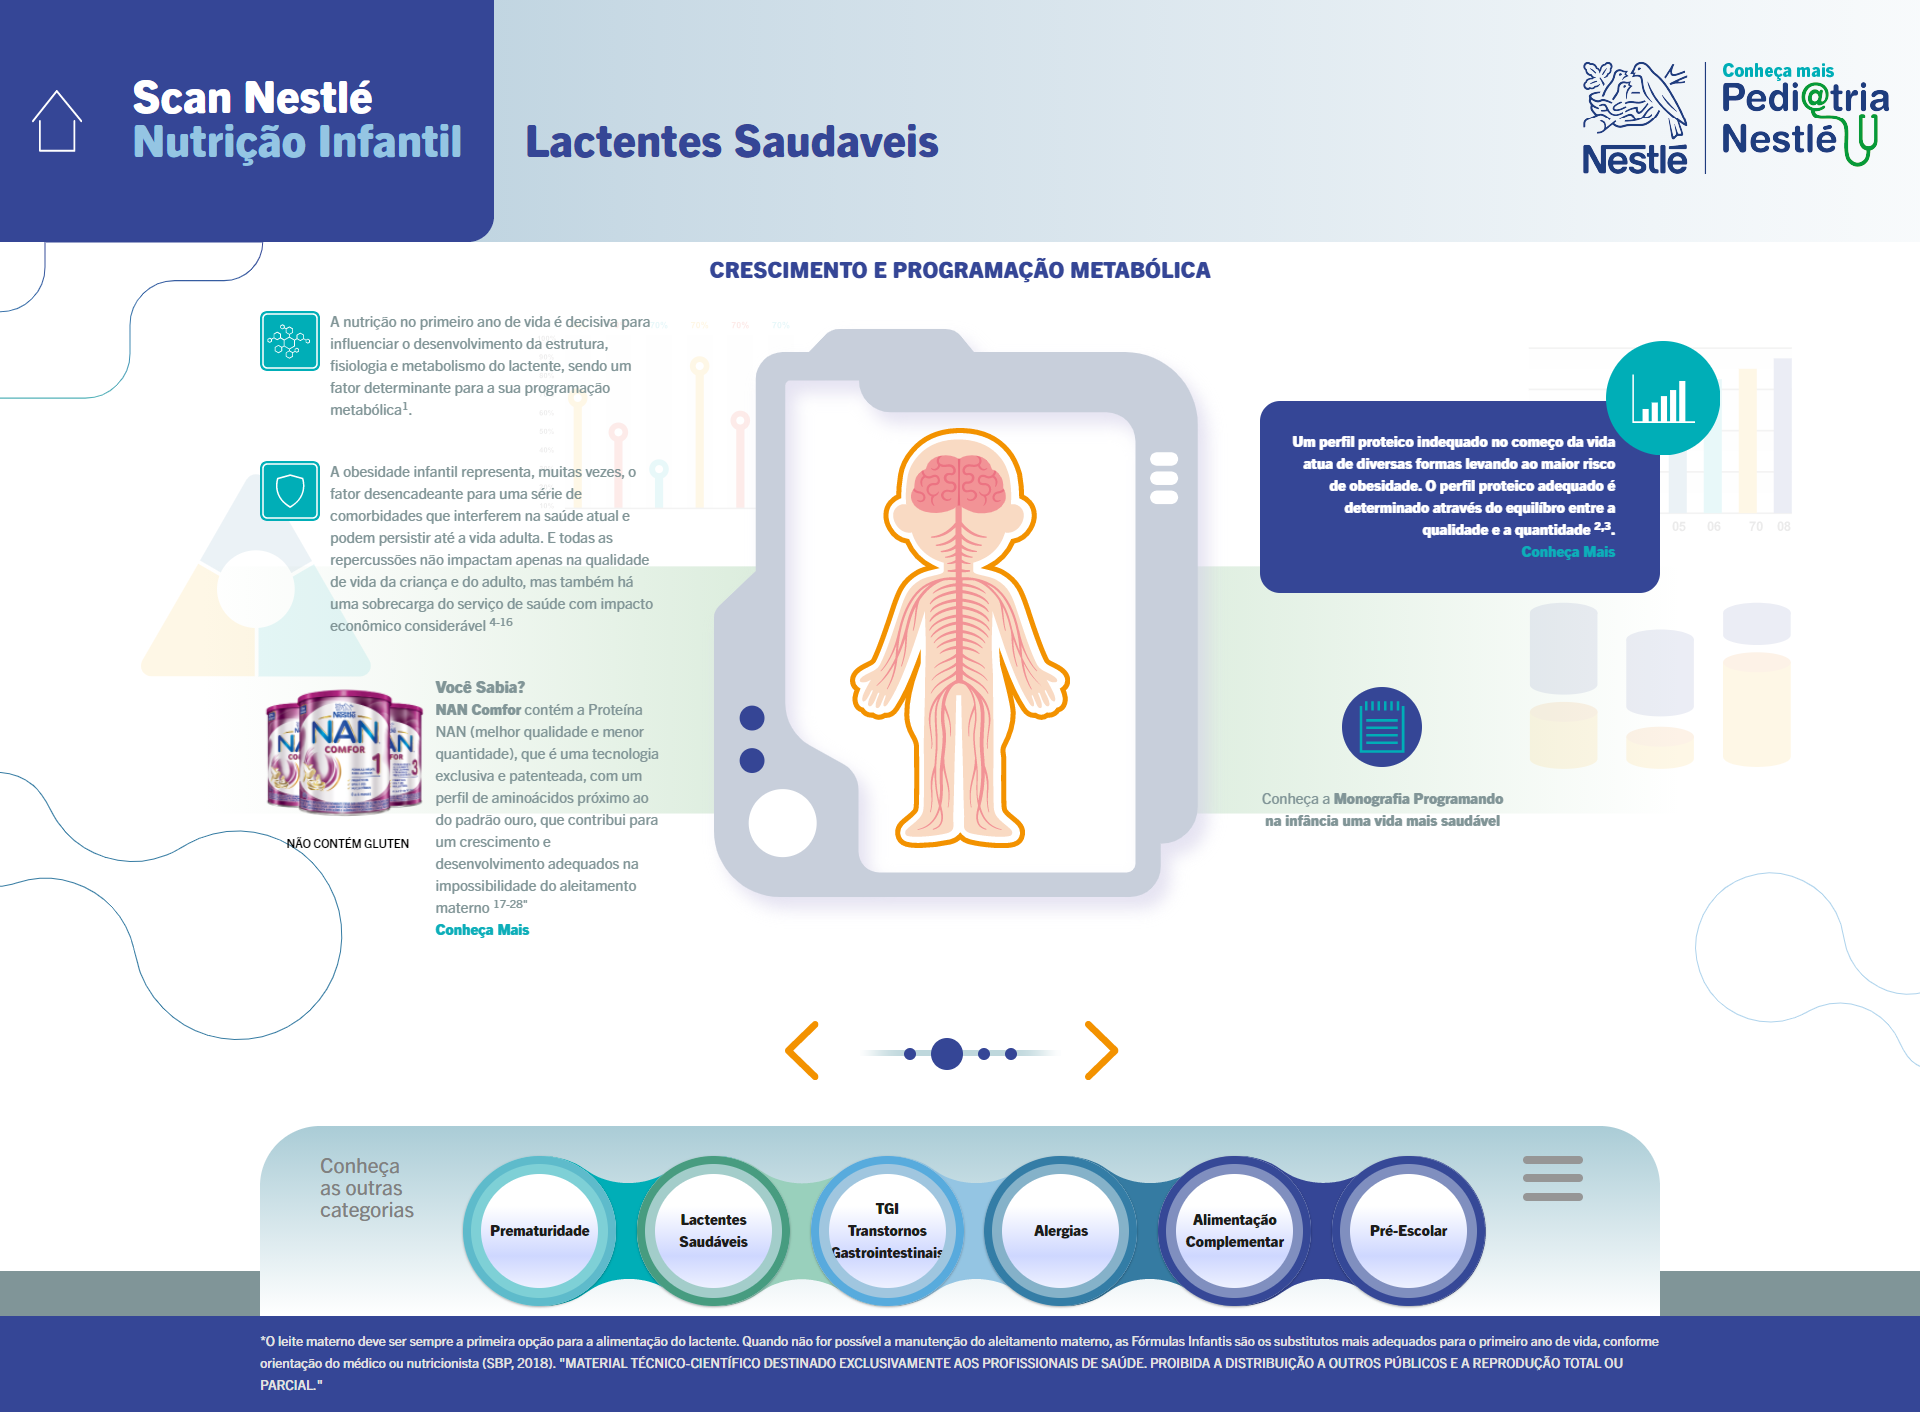 Scan Nestlé
Nutrição Infantil
Lactentes Saudaveis
Nestlé
Conheça mais
Pedi@tria
Nestlé
CRESCIMENTO E PROGRAMAÇÃO METABÓLICA
A nutrição no primeiro ano de vida é decisiva para
influenciar o desenvolvimento da estrutura,
fisiologia e metabolismo do lactente, sendo um
fator determinante para a sua programação
metabólica1.
A obesidade infantil representa, muitas vezes, o
fator desencadeante para uma série de
comorbidades que interferem na saúde atual e
podem persistir até a vida adulta. E todas as
repercussões não impactam apenas na qualidade
de vida da criança e do adulto, mas também há
uma sobrecarga do serviço de saúde com impacto
econômico considerável 4-16
NAN
COMFOR
1
3
NÃO CONTÉM GLUTEN
Você Sabia?
NAN Comfor contém a Proteína
NAN (melhor qualidade e menor
quantidade), que é uma tecnologia
exclusiva e patenteada, com um
perfil de aminoácidos próximo ao
do padrão ouro, que contribui para
um crescimento e
desenvolvimento adequados na
impossibilidade do aleitamento
materno 17-28"
Conheça Mais
Um perfil proteico indequado no começo da vida
atua de diversas formas levando ao maior risco
de obesidade. O perfil proteico adequado é
determinado através do equilíbro entre a
qualidade e a quantidade 2,3.
Conheça Mais
05 06 70 08
Conheça a Monografia Programando
na infância uma vida mais saudável
Conheça
as outras
categorias
Prematuridade
Lactentes
Saudáveis
TGI
Transtornos
Gastrointestinais
Alergias
Alimentação
Complementar
Pré-Escolar
*O leite materno deve ser sempre a primeira opção para a alimentação do lactente. Quando não for possível a manutenção do aleitamento materno, as Fórmulas Infantis são os substitutos mais adequados para o primeiro ano de vida, conforme
orientação do médico ou nutricionista (SBP, 2018). "MATERIAL TÉCNICO-CIENTÍFICO DESTINADO EXCLUSIVAMENTE AOS PROFISSIONAIS DE SAÚDE. PROIBIDA A DISTRIBUIÇÃO A OUTROS PÚBLICOS E A REPRODUÇÃO TOTAL OU
PARCIAL."